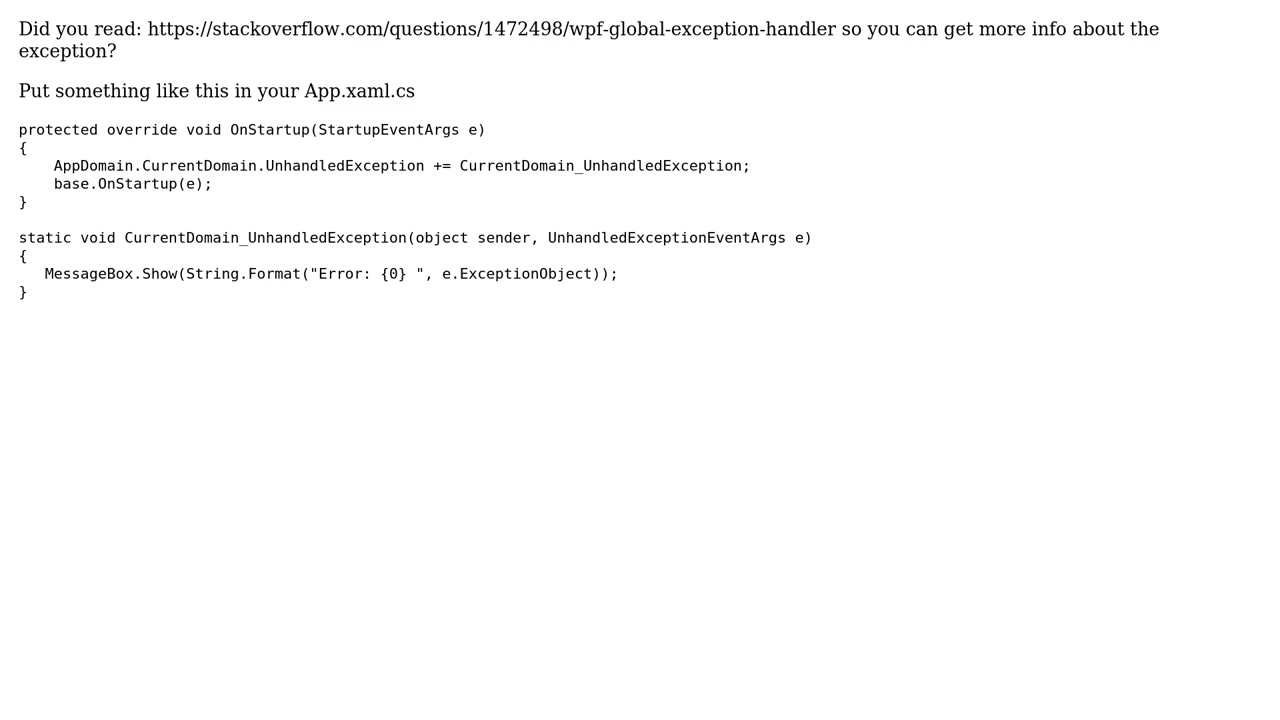 Did you read: https://stackoverflow.com/questions/1472498/wpf-global-exception-handler so you can get more info about the
exception?
Put something like this in your App.xaml.cs
protected override void OnStartup(StartupEventArgs e)
{
    AppDomain.CurrentDomain.UnhandledException += CurrentDomain_UnhandledException;
    base.OnStartup(e);
}
static void CurrentDomain_UnhandledException(object sender, UnhandledExceptionEventArgs e)
{
   MessageBox.Show(String.Format("Error: {0} ", e.ExceptionObject));
}